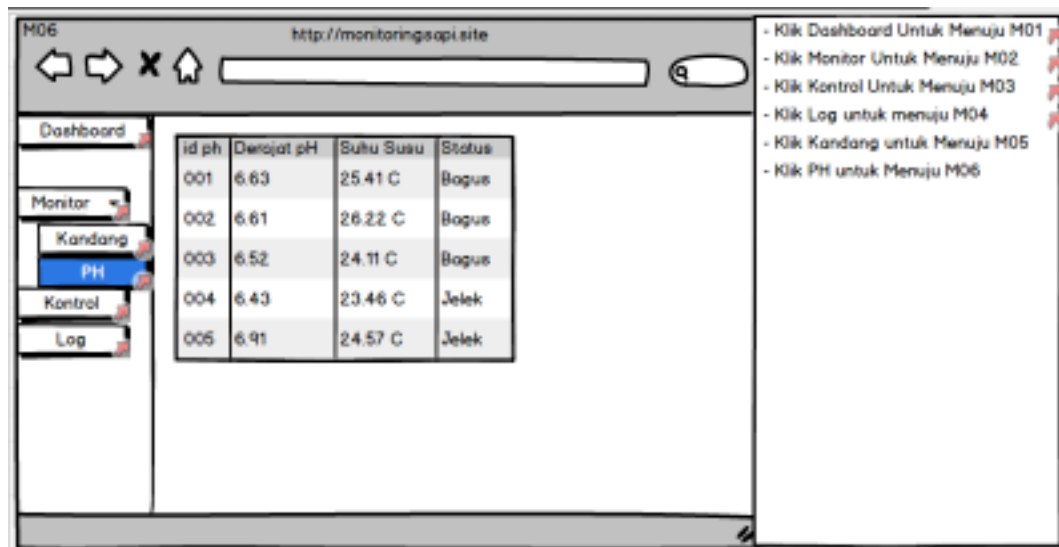 M06
http://monitoringsapi.site
Dashboard
Monitor
Kandang
PH
Kontrol
Log
id ph Derajat pH Suhu Susu Status
001 6.63 25.41 C Bagus
002 6.61 26.22 C Bagus
003 6.52 24.11 C Bagus
004 6.43 23.46 C Jelek
005 6.91 24.57 C Jelek
- Klik Dashboard Untuk Menuju M01
- Klik Monitor Untuk Menuju M02
- Klik Kontrol Untuk Menuju M03
- Klik Log untuk menuju M04
- Klik Kandang untuk Menuju M05
- Klik PH untuk Menuju M06